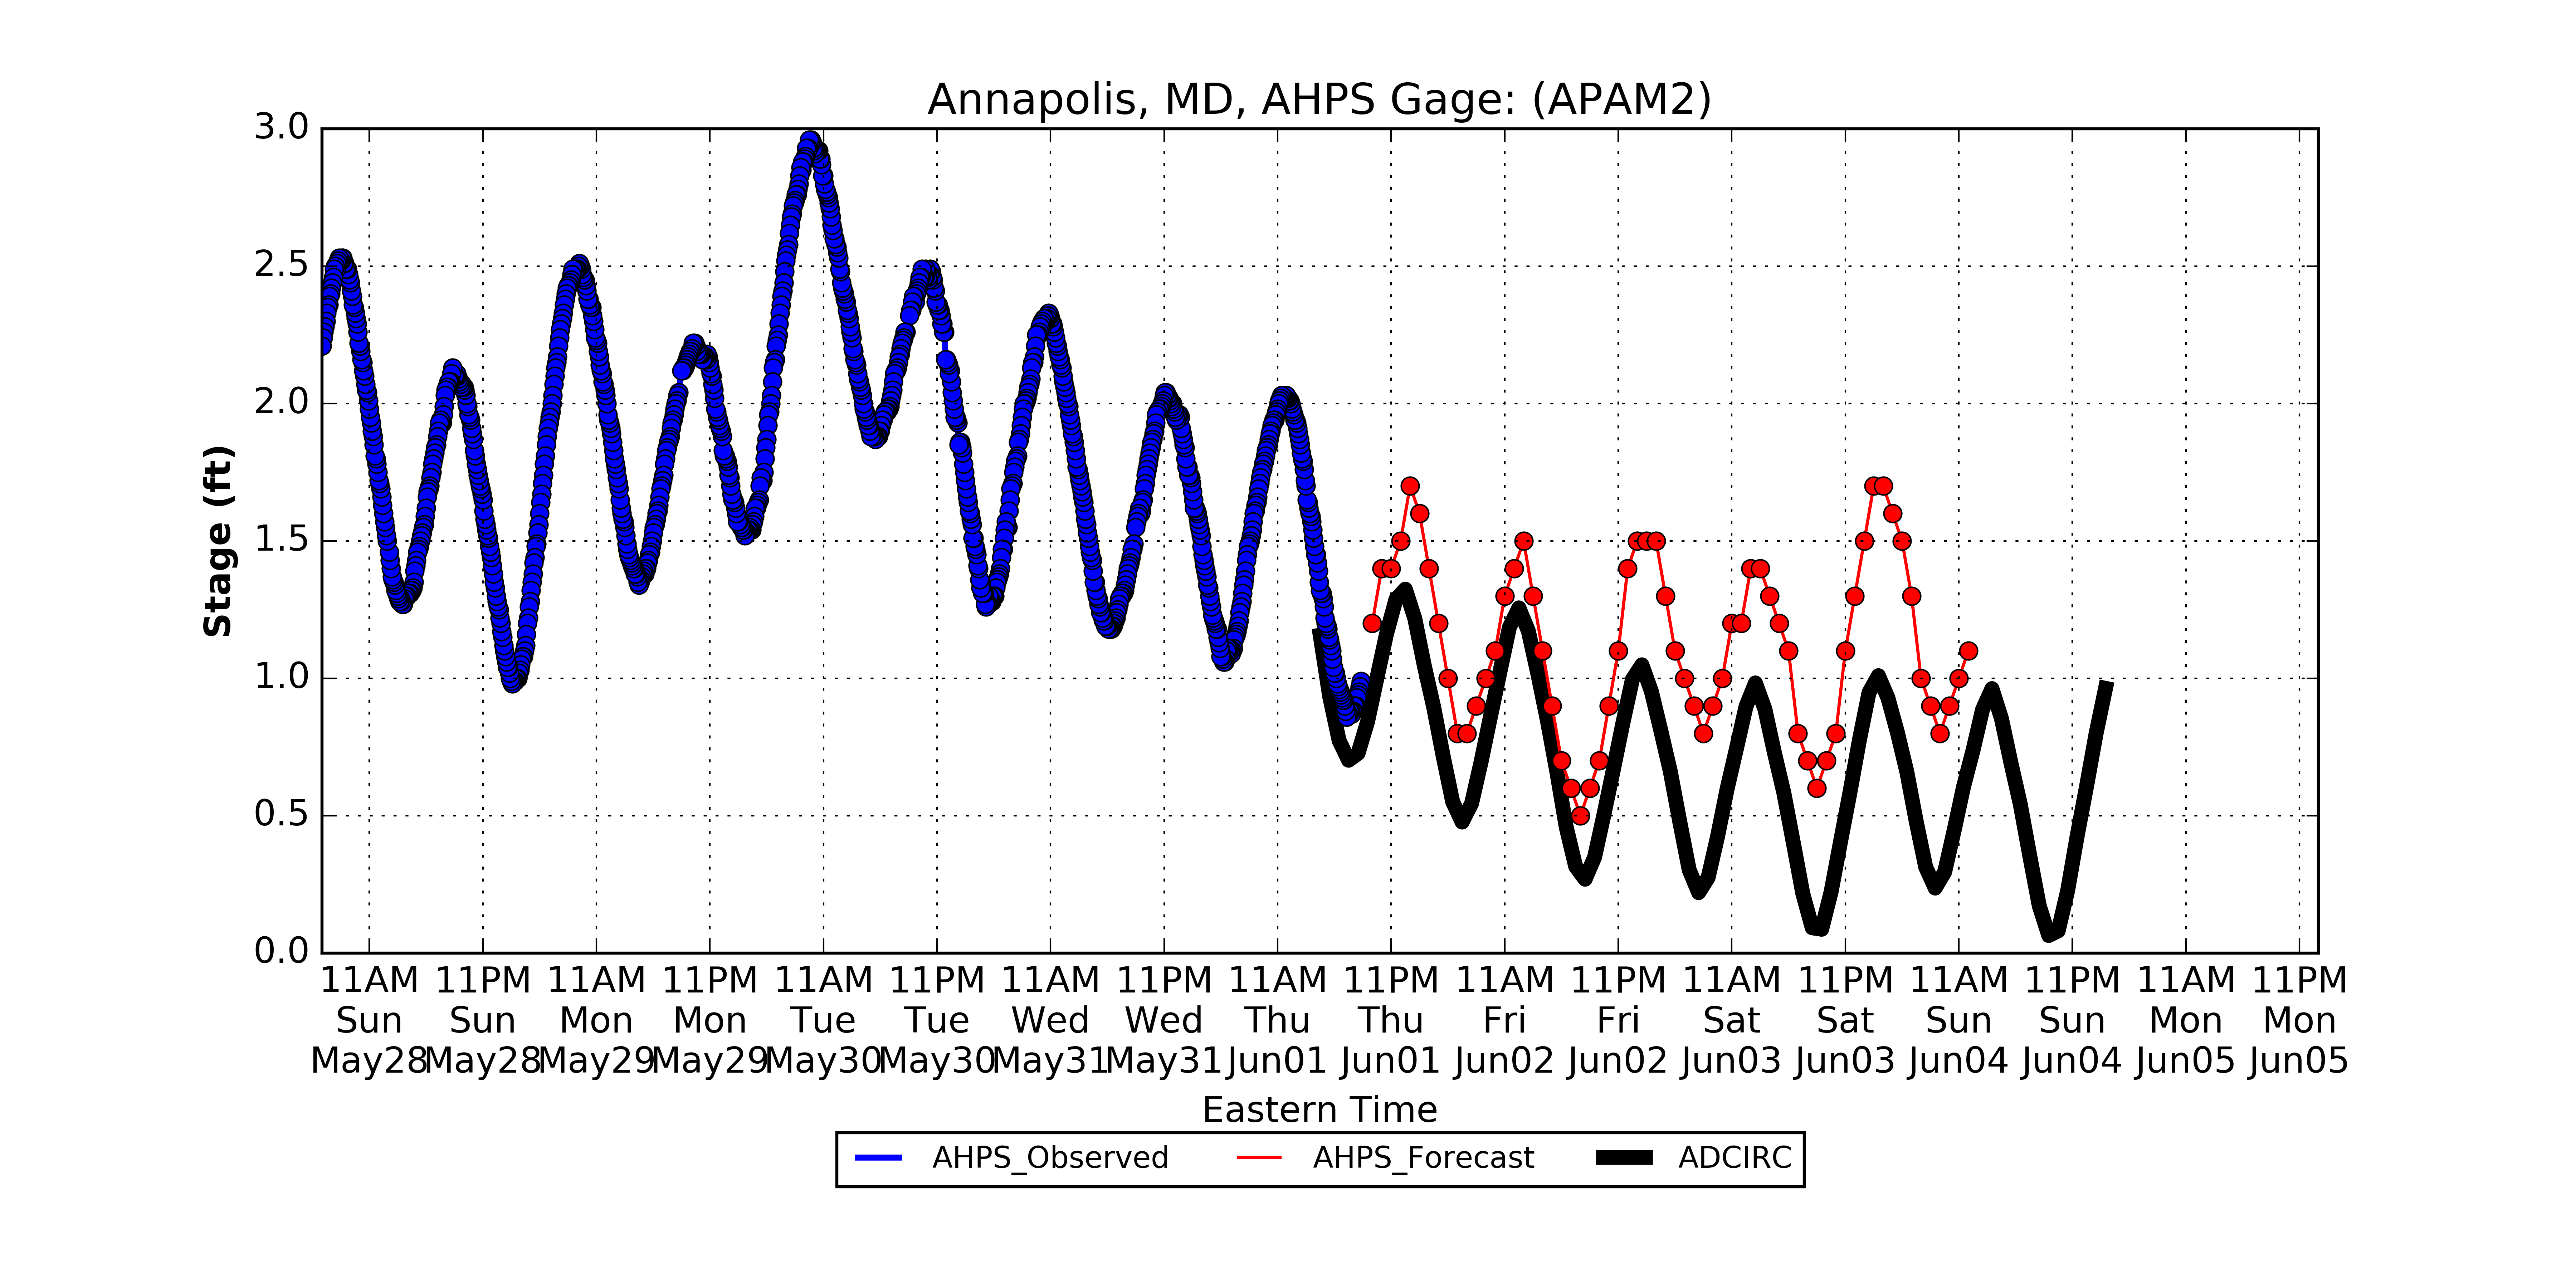 Annapolis, MD, AHPS Gage: (APAM2)
Stage (ft)
3.0
2.5
2.0
1.5
1.0
0.5
0.0
11AM 11PM 11AM 11PM 11AM 11PM 11AM 11PM 11AM 11PM 11AM 11PM 11AM 11PM 11AM 11PM 11AM 11PM
Sun Sun Mon Mon Tue Tue Wed Wed Thu Thu Fri Fri Sat Sat Sun Sun Mon Mon
May28 May28 May29 May29 May30 May30 May31 May31 Jun01 Jun01 Jun02 Jun02 Jun03 Jun03 Jun04 Jun04 Jun05 Jun05
Eastern Time
AHPS_Observed AHPS_Forecast ADCIRC